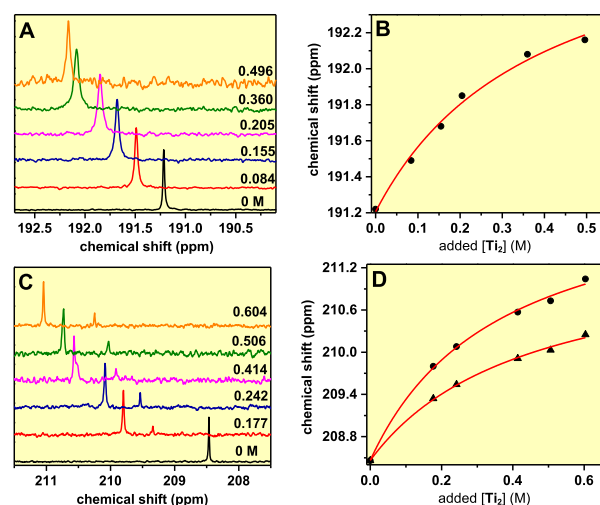 A
0.496
0.360
0.205
0.155
0.084
0 M
192.5 192.0 191.5 191.0 190.5
chemical shift (ppm)
B
chemical shift (ppm)
192.2
192.0
191.8
191.6
191.4
191.2
0.0 0.1 0.2 0.3 0.4 0.5
added [Ti2] (M)
C
0.604
0.506
0.414
0.242
0.177
0 M
211 210 209 208
chemical shift (ppm)
D
chemical shift (ppm)
211.2
210.6
210.0
209.4
208.8
0.0 0.2 0.4 0.6
added [Ti2] (M)